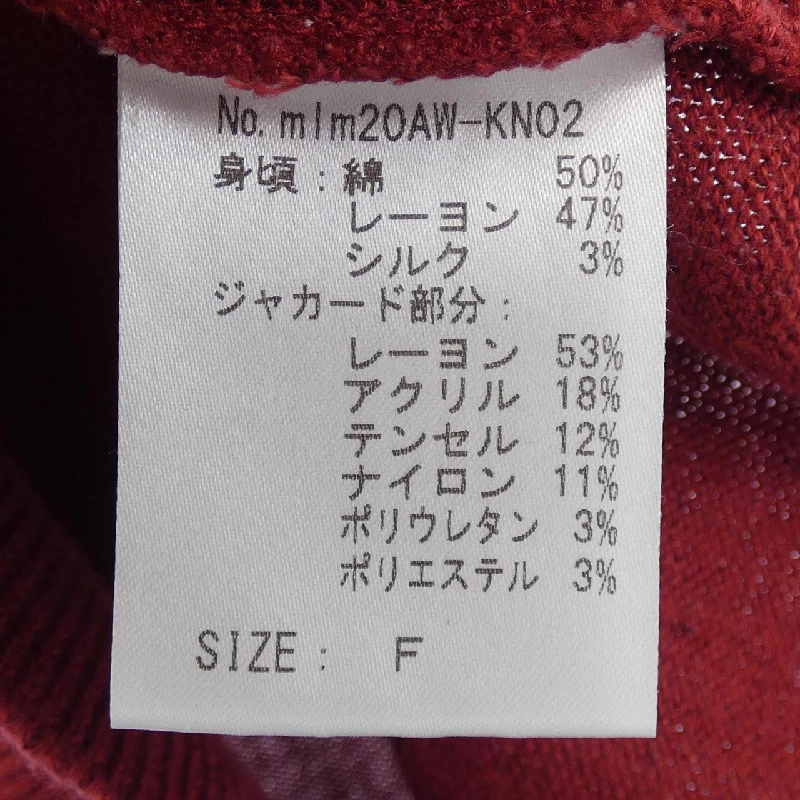 No. mlm20AW-KN02
身頃：綿 50%
レーヨン 47%
シルク 3%
ジャカード部分：
レーヨン 53%
アクリル 18%
テンセル 12%
ナイロン 11%
ポリウレタン 3%
ポリエステル 3%
SIZE： F